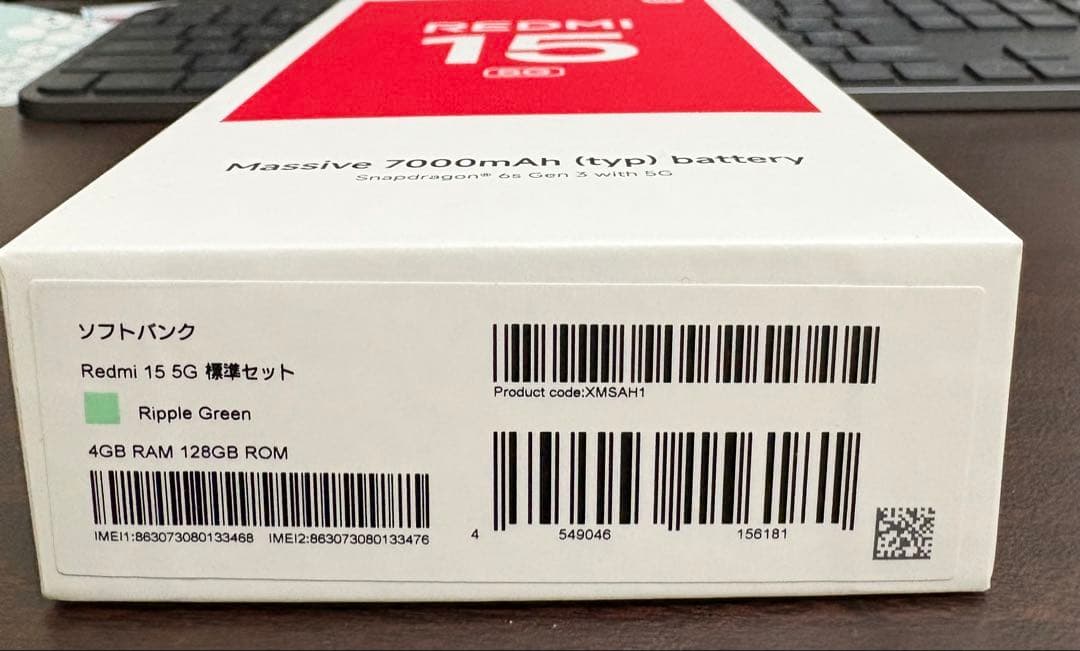 REDMI
15
5G
Massive 7000mAh (typ) battery
Snapdragon® 6s Gen 3 with 5G
ソフトバンク
Redmi 15 5G 標準セット
Ripple Green
4GB RAM 128GB ROM
IMEI1:863073080133468 IMEI2:863073080133476
Product code:XMSAH1
4 549046 156181